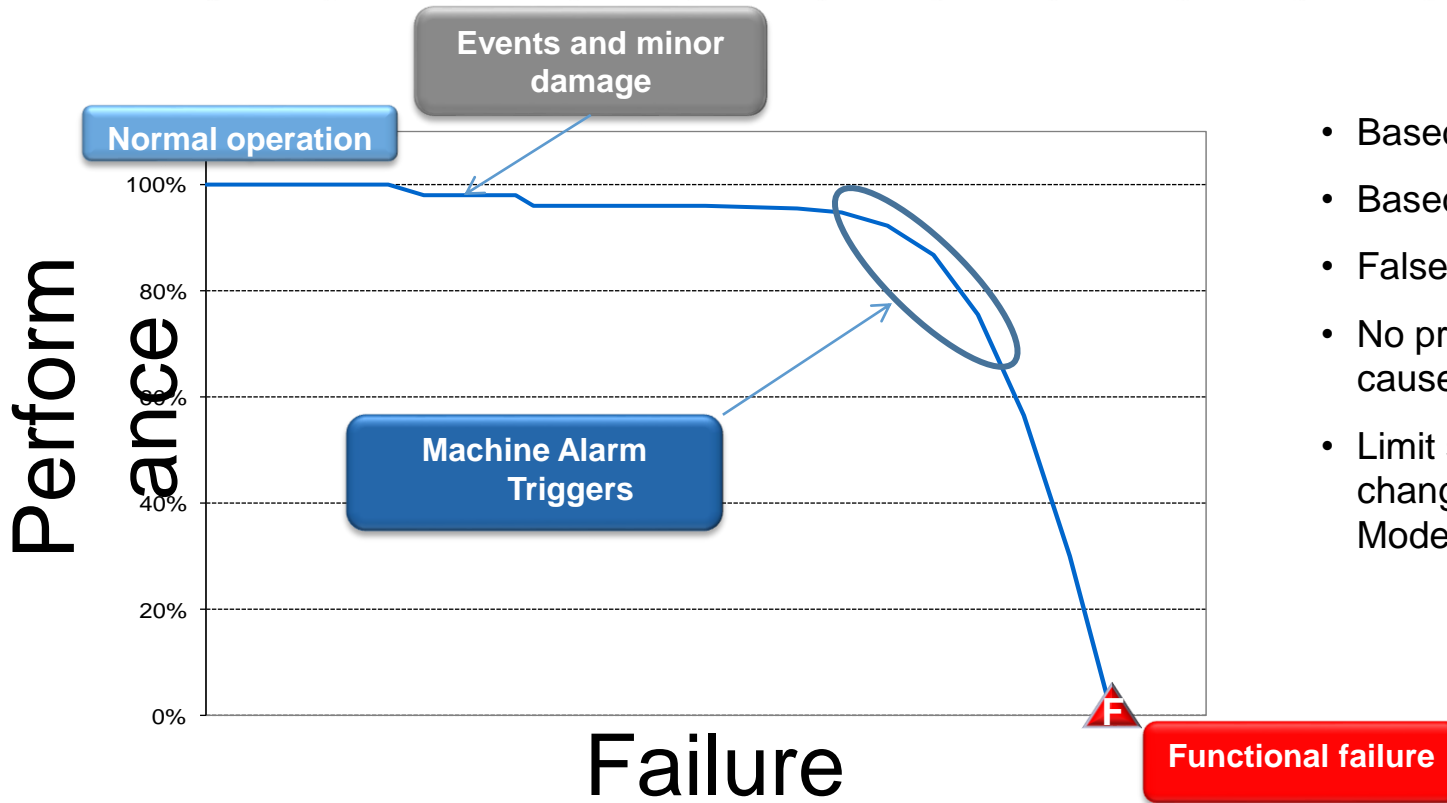 Events and minor
damage
Normal operation
100%
80%
60%
40%
20%
0%
Perform
ance
Machine Alarm
Triggers
F
Failure
Functional failure
• Based
• Based
• False
• No pr
cause
• Limit
chang
Mode